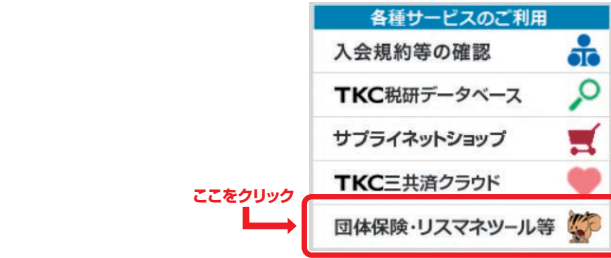 各種サービスのご利用
入会規約等の確認
TKC税研データベース
サプライネットショップ
TKC三共済クラウド
ここをクリック
団体保険・リスマネツール等